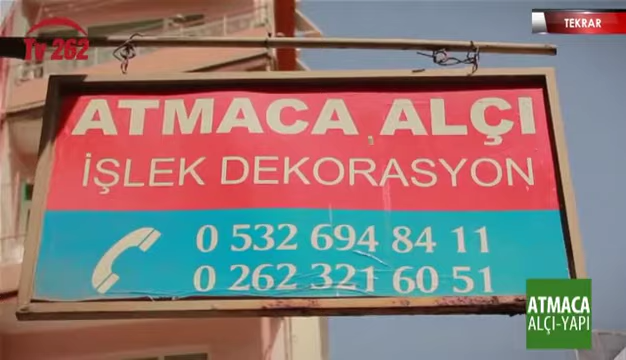 Tv 262
TEKRAR
ATMACA ALÇI
İŞLEK DEKORASYON
0 532 694 84 11
0 262 321 60 51
ATMACA
ALÇI-YAPI